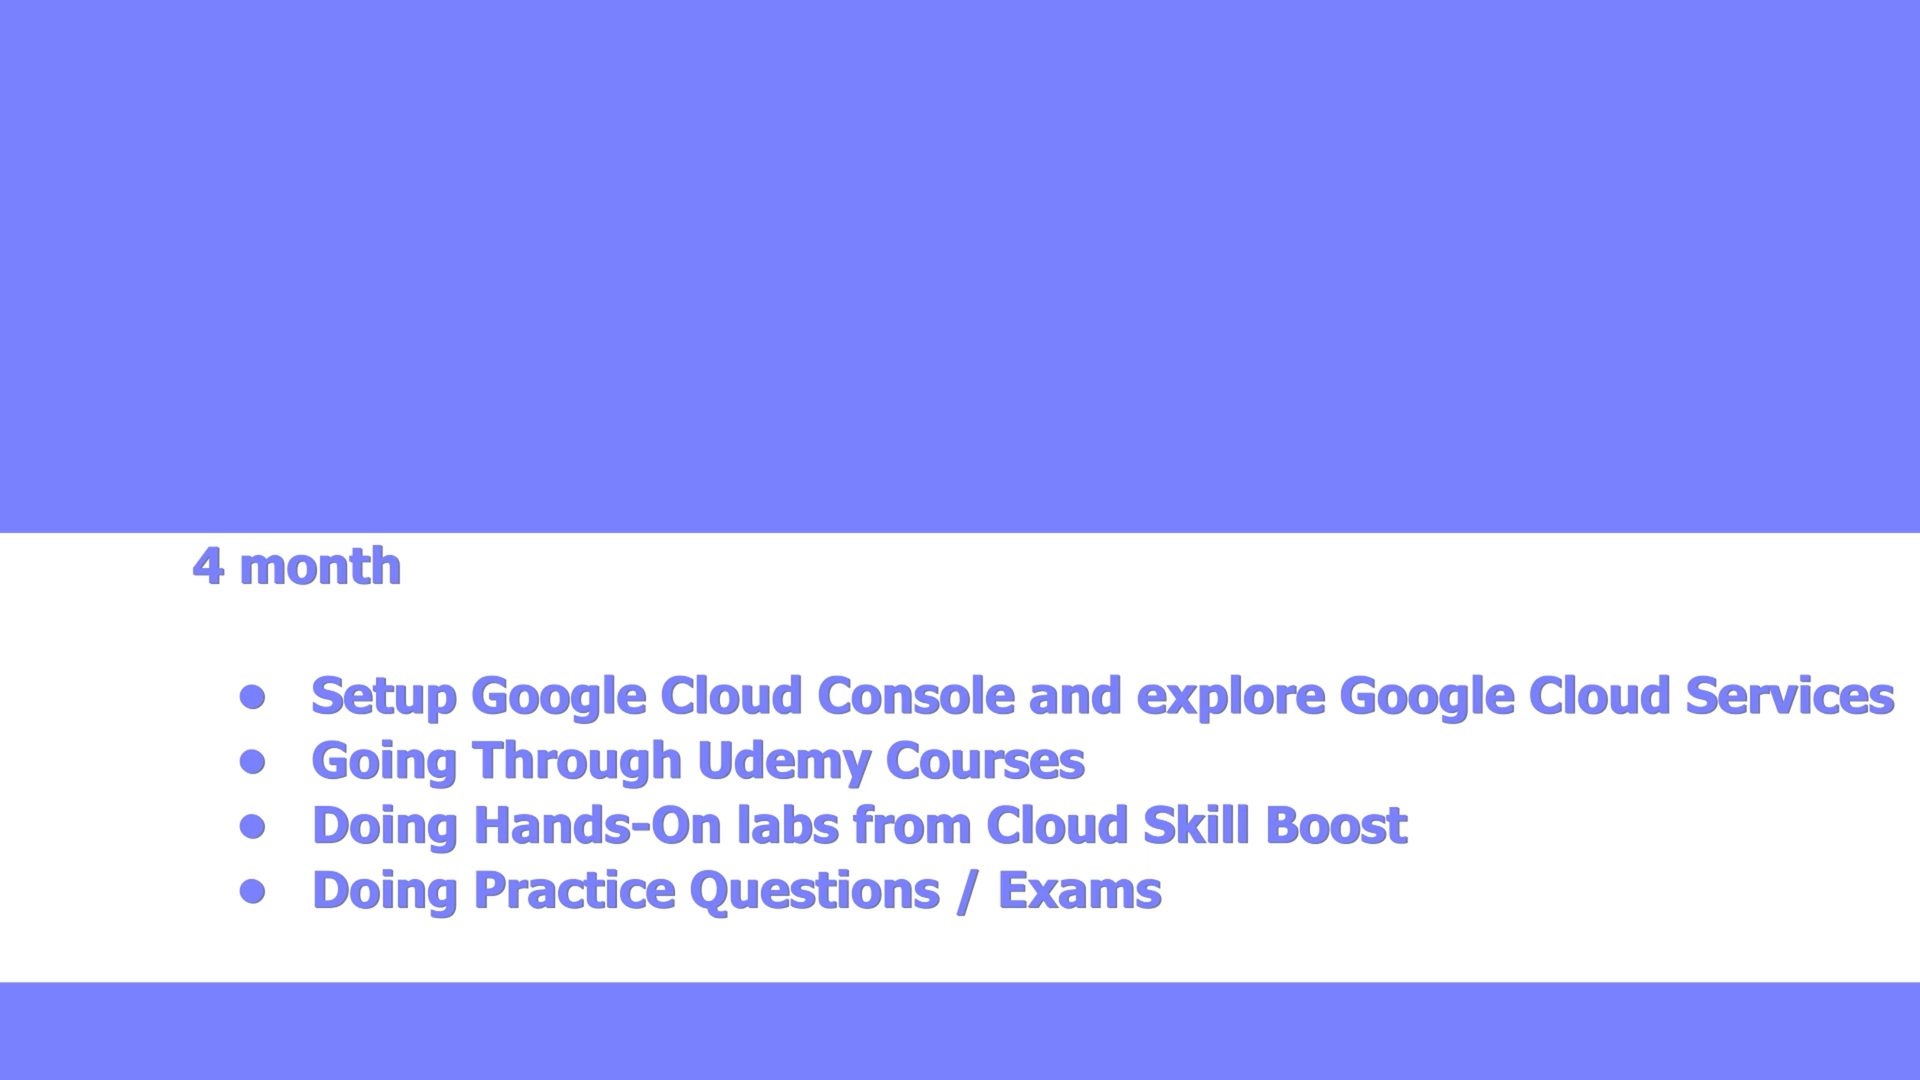 4 month
● Setup Google Cloud Console and explore Google Cloud Services
● Going Through Udemy Courses
● Doing Hands-On labs from Cloud Skill Boost
● Doing Practice Questions / Exams